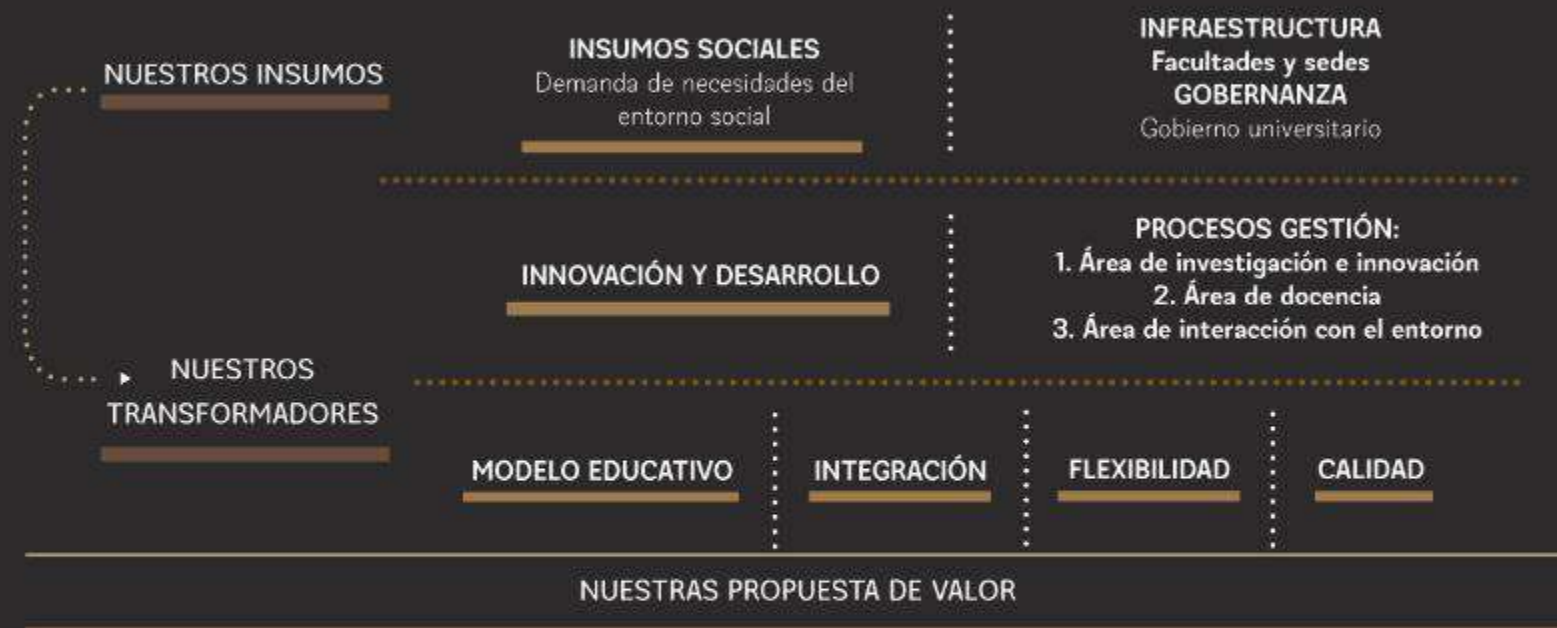 NUESTROS INSUMOS
INSUMOS SOCIALES
Demanda de necesidades del
entorno social
INFRAESTRUCTURA
Facultades y sedes
GOBERNANZA
Gobierno universitario
INNOVACIÓN Y DESARROLLO
PROCESOS GESTIÓN:
1. Área de investigación e innovación
2. Área de docencia
3. Área de interacción con el entorno
NUESTROS
TRANSFORMADORES
MODELO EDUCATIVO
INTEGRACIÓN
FLEXIBILIDAD
CALIDAD
NUESTRAS PROPUESTA DE VALOR